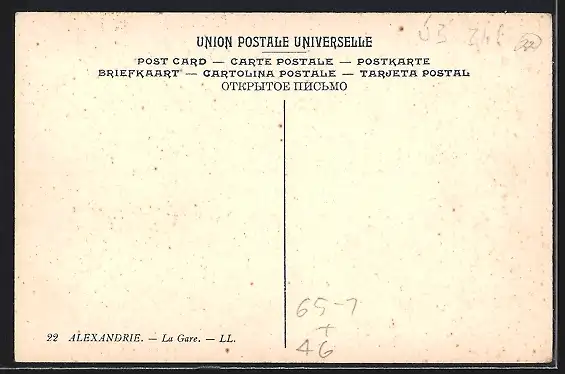 UNION POSTALE UNIVERSELLE
POST CARD — CARTE POSTALE — POSTKARTE
BRIEFKAART — CARTOLINA POSTALE — TARJETA POSTAL
ОТКРЫТОЕ ПИСЬМО
22
65-7
+
46
22 ALEXANDRIE. — La Gare. — LL.